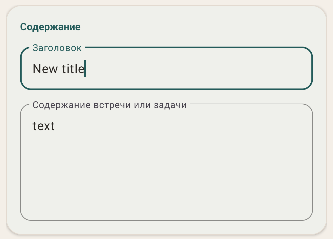 Содержание
Заголовок
New title
Содержание встречи или задачи
text